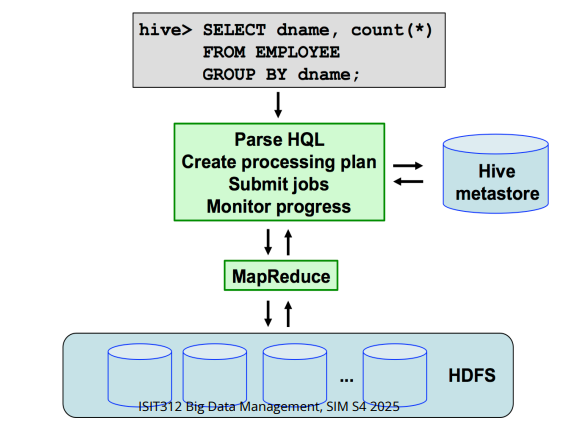 hive> SELECT dname, count(*)
FROM EMPLOYEE
GROUP BY dname;
Parse HQL
Create processing plan
Submit jobs
Monitor progress
Hive
metastore
MapReduce
...
HDFS
ISIT312 Big Data Management, SIM S4 2025